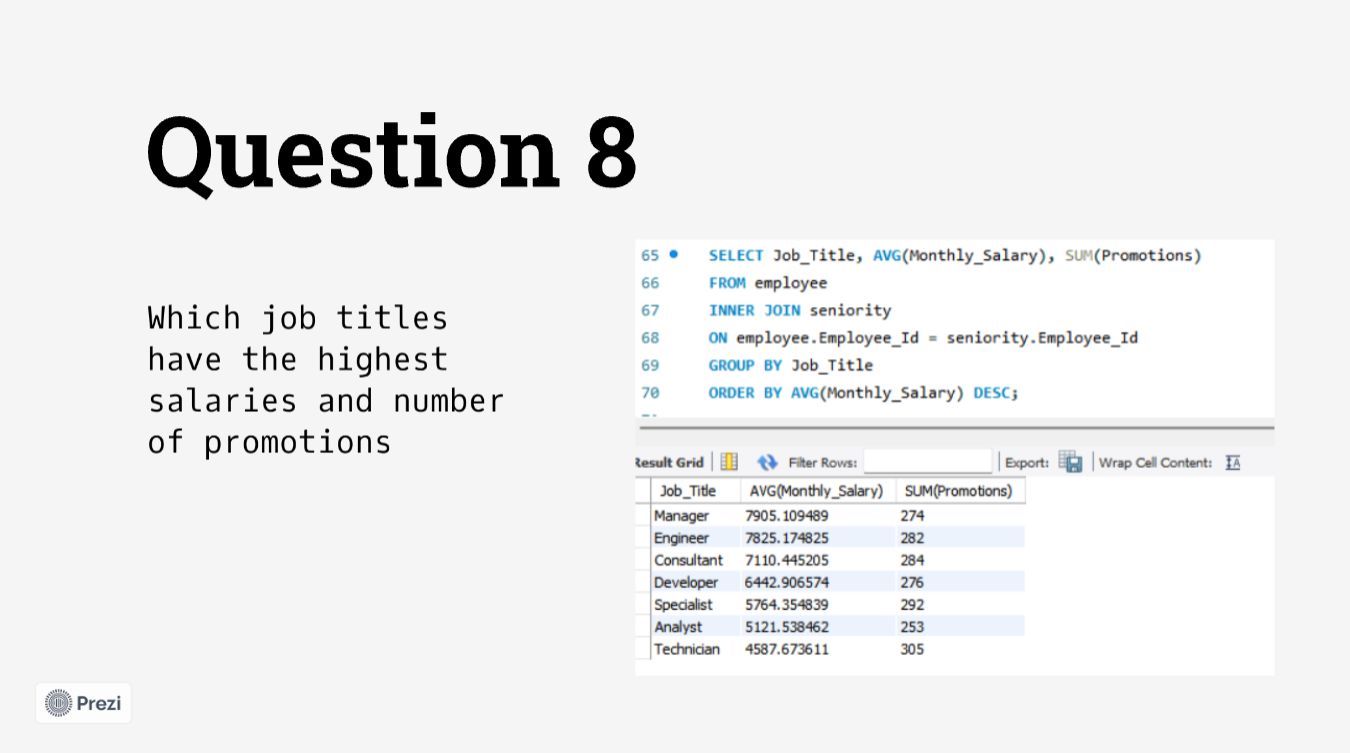 Question 8
Which job titles
have the highest
salaries and number
of promotions
65 SELECT Job_Title, AVG(Monthly_Salary), SUM(Promotions)
66 FROM employee
67 INNER JOIN seniority
68 ON employee.Employee_Id = seniority.Employee_Id
69 GROUP BY Job_Title
70 ORDER BY AVG(Monthly_Salary) DESC;
Result Grid Filter Rows: Export: Wrap Cell Content:
Job_Title AVG(Monthly_Salary) SUM(Promotions)
Manager 7905.109489 274
Engineer 7825.174825 282
Consultant 7110.445205 284
Developer 6442.906574 276
Specialist 5764.354839 292
Analyst 5121.538462 253
Technician 4587.673611 305
Prezi